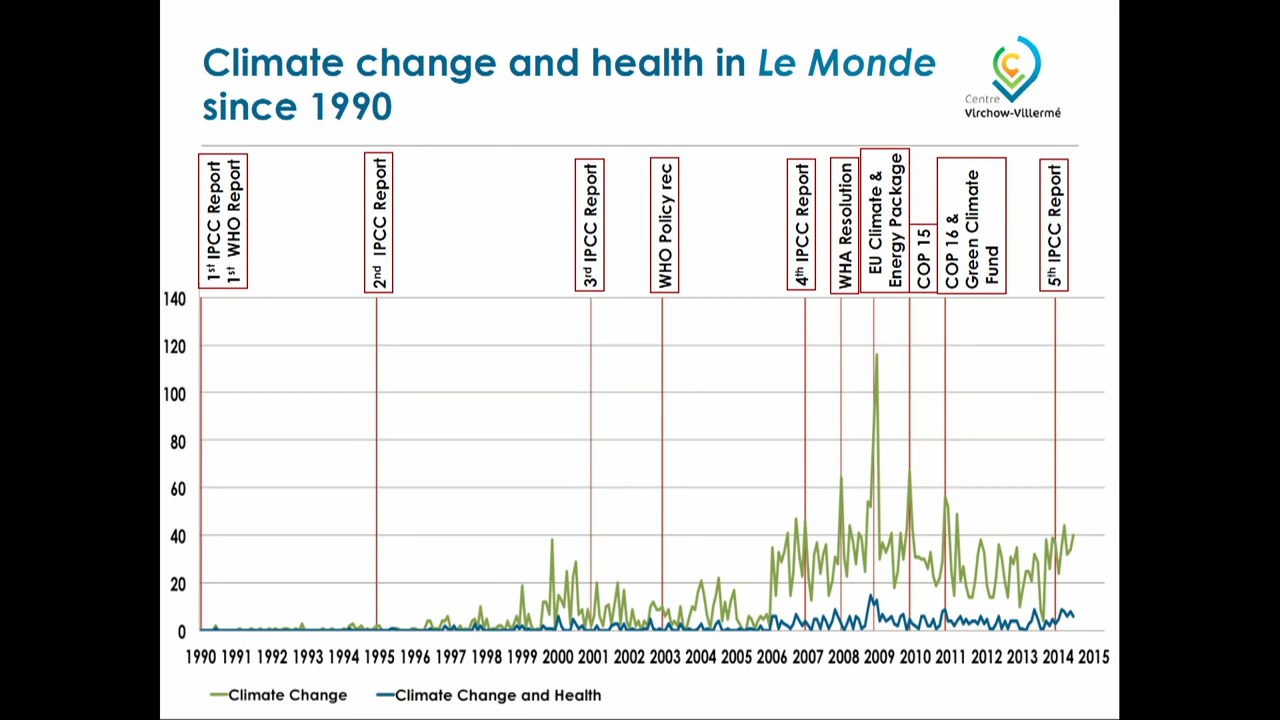 Climate change and health in Le Monde
since 1990
Centre
Virchow-Villermé
1st IPCC Report
1st WHO Report
2nd IPCC Report
3rd IPCC Report
WHO Policy rec
4th IPCC Report
WHA Resolution
EU Climate &
Energy Package
COP 15
COP 16 &
Green Climate
Fund
5th IPCC Report
140
120
100
80
60
40
20
0
1990 1991 1992 1993 1994 1995 1996 1997 1998 1999 2000 2001 2002 2003 2004 2005 2006 2007 2008 2009 2010 2011 2012 2013 2014 2015
Climate Change Climate Change and Health